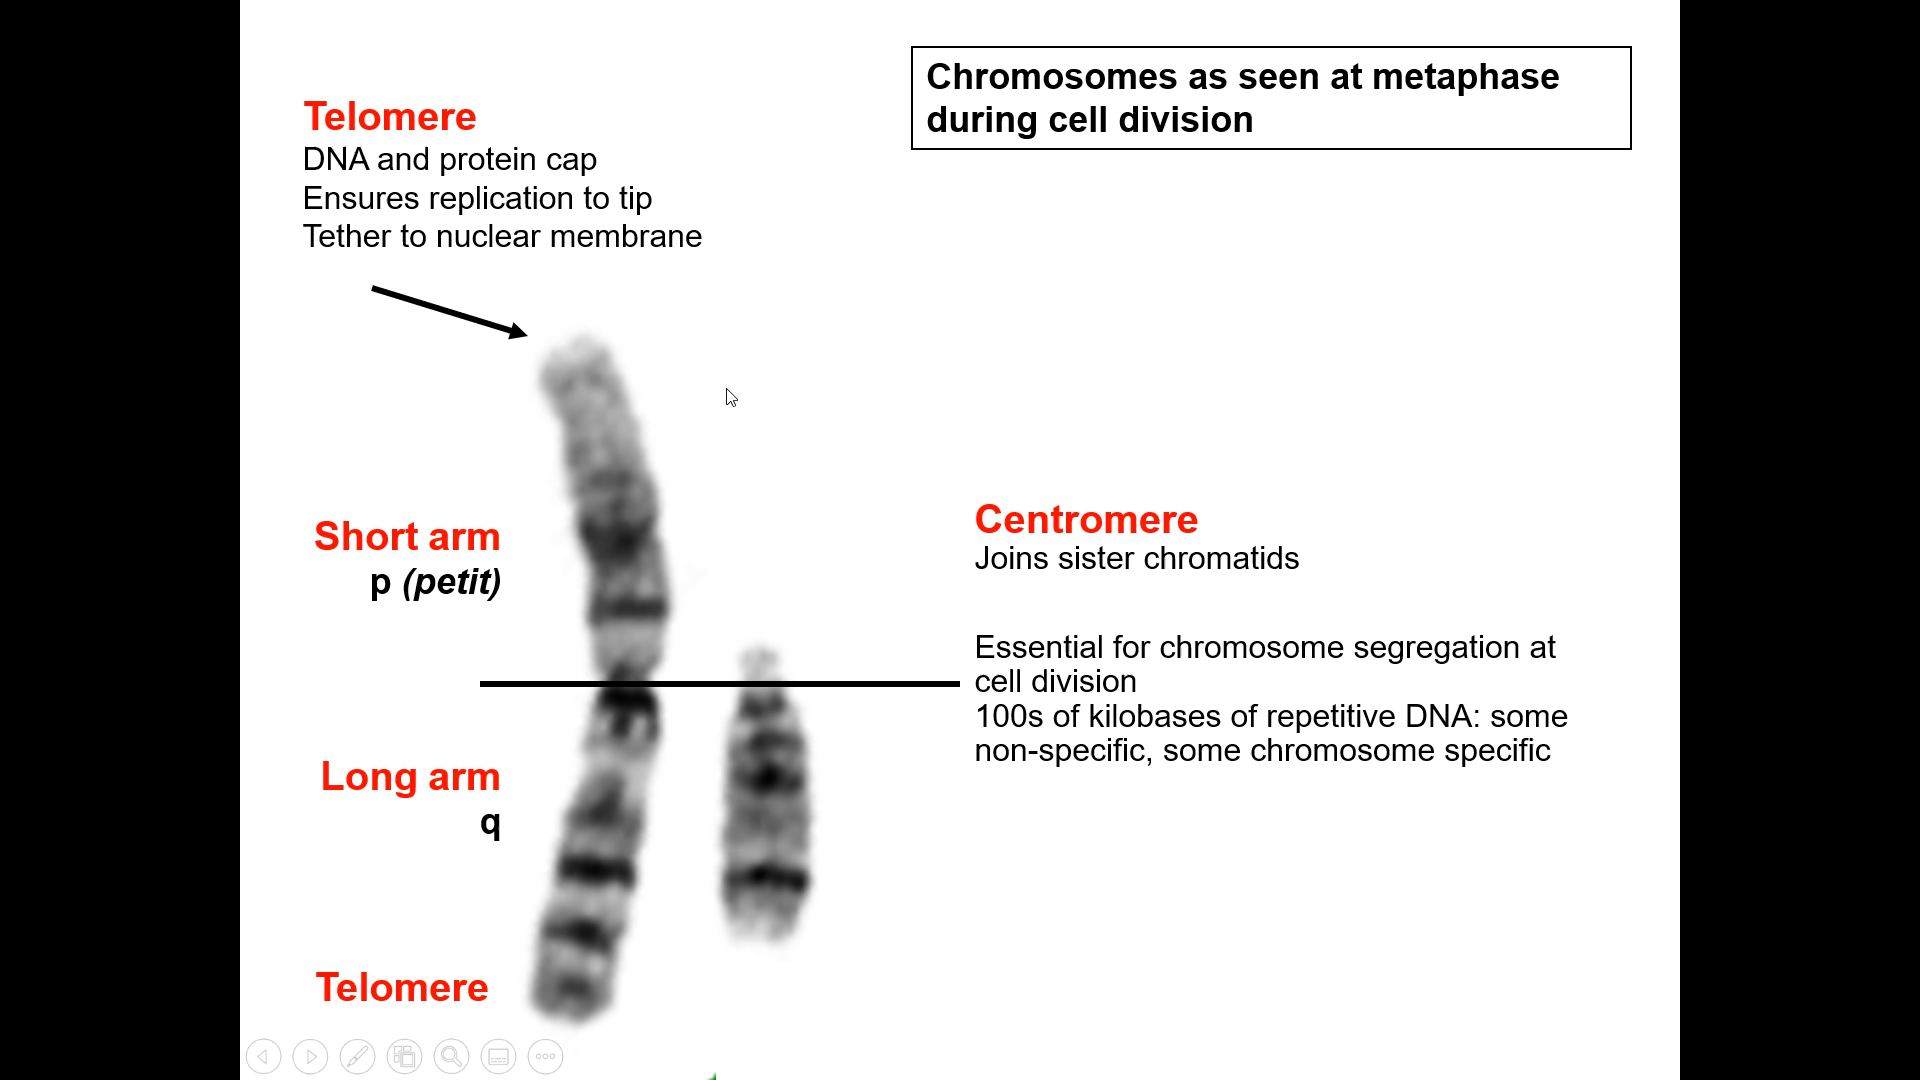 Chromosomes as seen at metaphase
during cell division
Telomere
DNA and protein cap
Ensures replication to tip
Tether to nuclear membrane
Short arm
p (petit)
Centromere
Joins sister chromatids
Essential for chromosome segregation at
cell division
100s of kilobases of repetitive DNA: some
non-specific, some chromosome specific
Long arm
q
Telomere